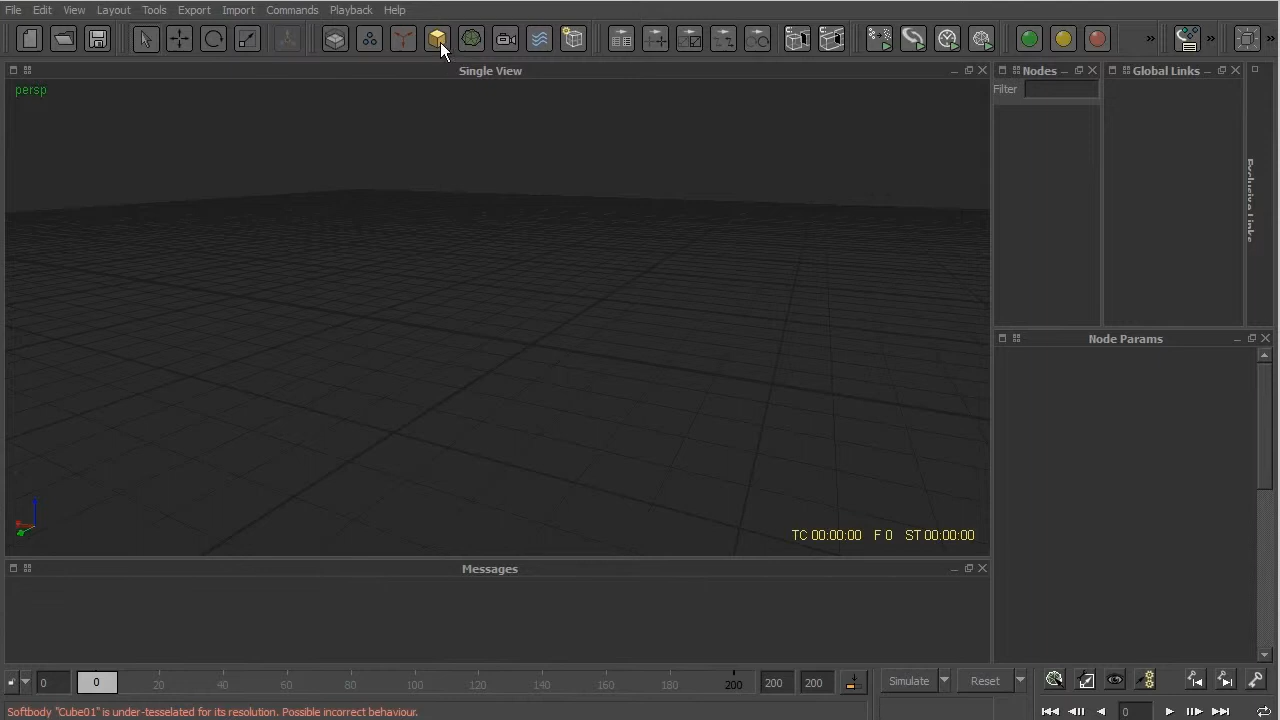 File Edit View Layout Tools Export Import Commands Playback Help
» » »
Single View
Nodes
Global Links
persp
Filter
Exclusive Links
Node Params
TC 00:00:00 F 0 ST 00:00:00
Messages
0 0 20 40 60 80 100 120 140 160 180 200 200 200
Simulate Reset
0
Softbody "Cube01" is under-tesselated for its resolution. Possible incorrect behaviour.